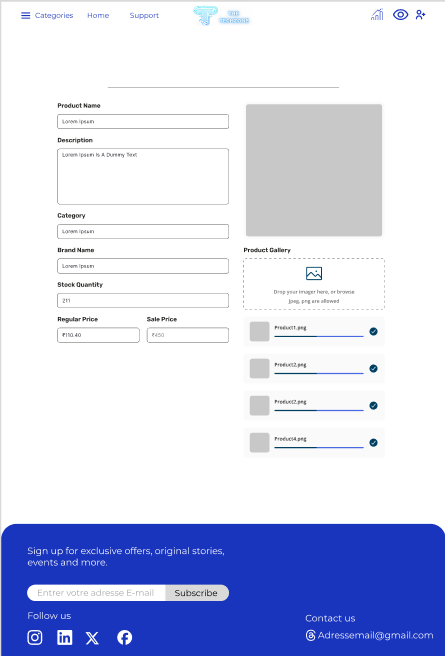 Categories
Home
Support
THE
Product Name
Lorem Ipsum
Description
Lorem Ipsum Is A Dummy Text
Category
Lorem Ipsum
Brand Name
Lorem Ipsum
Stock Quantity
211
Regular Price
Sale Price
₹110.40
₹450
Product Gallery
Drop your imager here, or browse
jpeg, png are allowed
Product1.png
Product2.png
Product2.png
Product4.png
Sign up for exclusive offers, original stories,
events and more.
Enter votre adresse E-mail
Subscribe
Follow us
Contact us
Adressemail@gmail.com